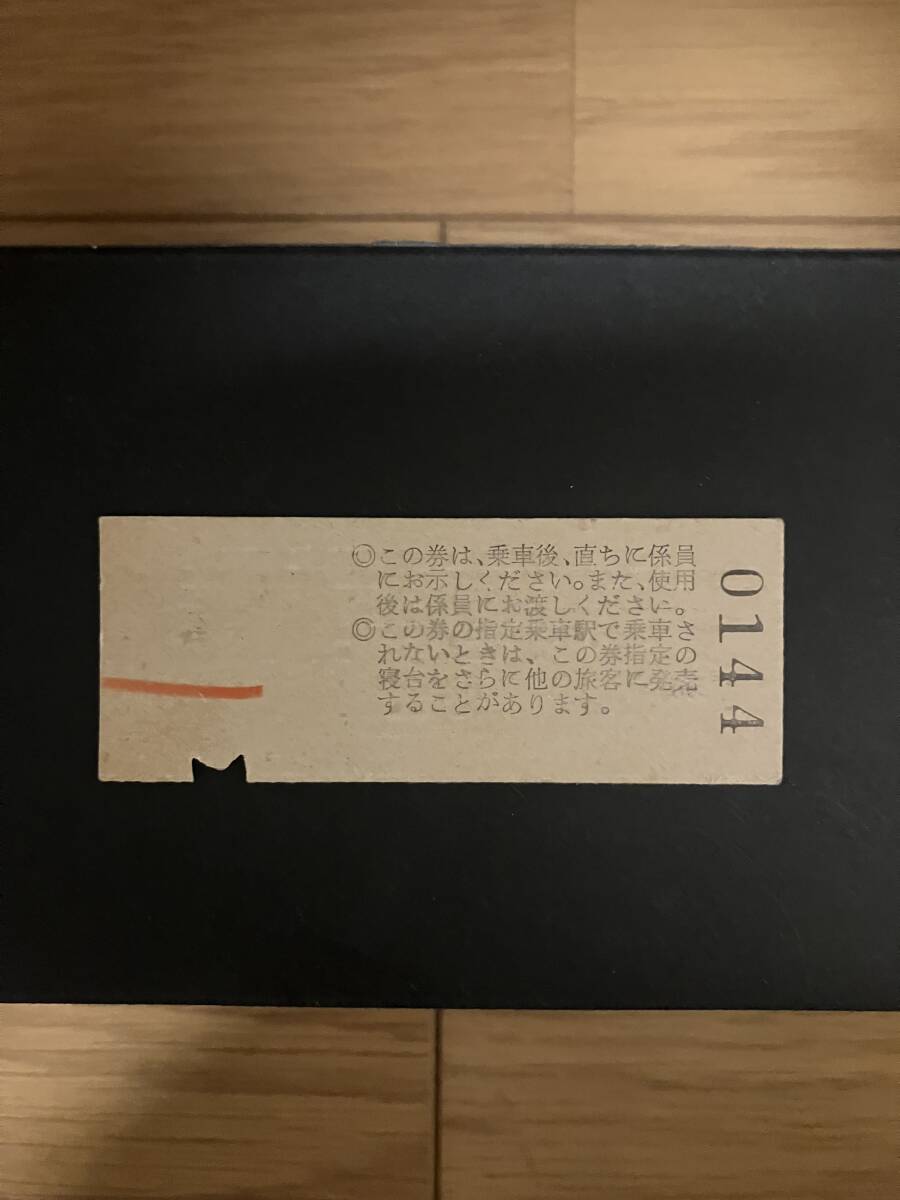 ◎この券は、乗車後、直ちに係員
にお示しください。また、使用
後は係員にお渡しください。
◎この券の指定乗車駅で乗車さ
れないときは、この券指定の
寝台をさらに他の旅客に発売
することがあります。
0144